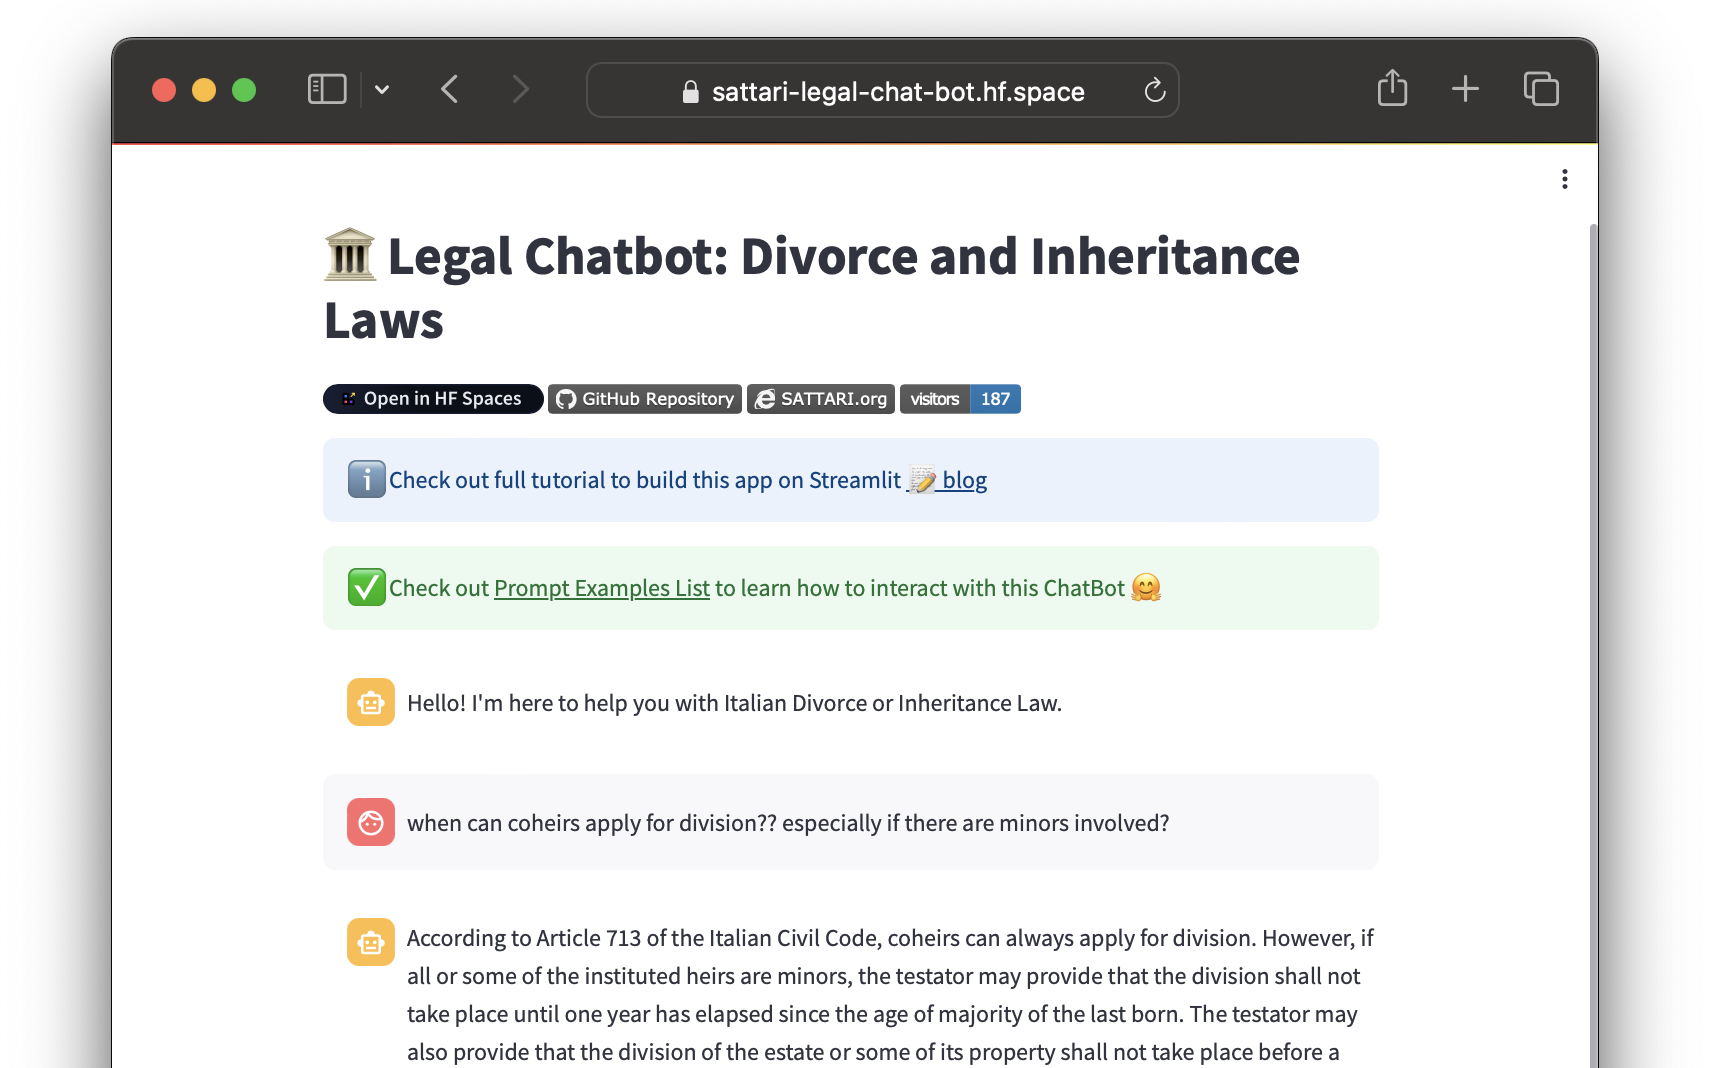 sattari-legal-chat-bot.hf.space
Legal Chatbot: Divorce and Inheritance
Laws
Open in HF Spaces GitHub Repository SATTARI.org visitors 187
Check out full tutorial to build this app on Streamlit 📝 blog
Check out Prompt Examples List to learn how to interact with this ChatBot 🤗
Hello! I'm here to help you with Italian Divorce or Inheritance Law.
when can coheirs apply for division?? especially if there are minors involved?
According to Article 713 of the Italian Civil Code, coheirs can always apply for division. However, if
all or some of the instituted heirs are minors, the testator may provide that the division shall not
take place until one year has elapsed since the age of majority of the last born. The testator may
also provide that the division of the estate or some of its property shall not take place before a